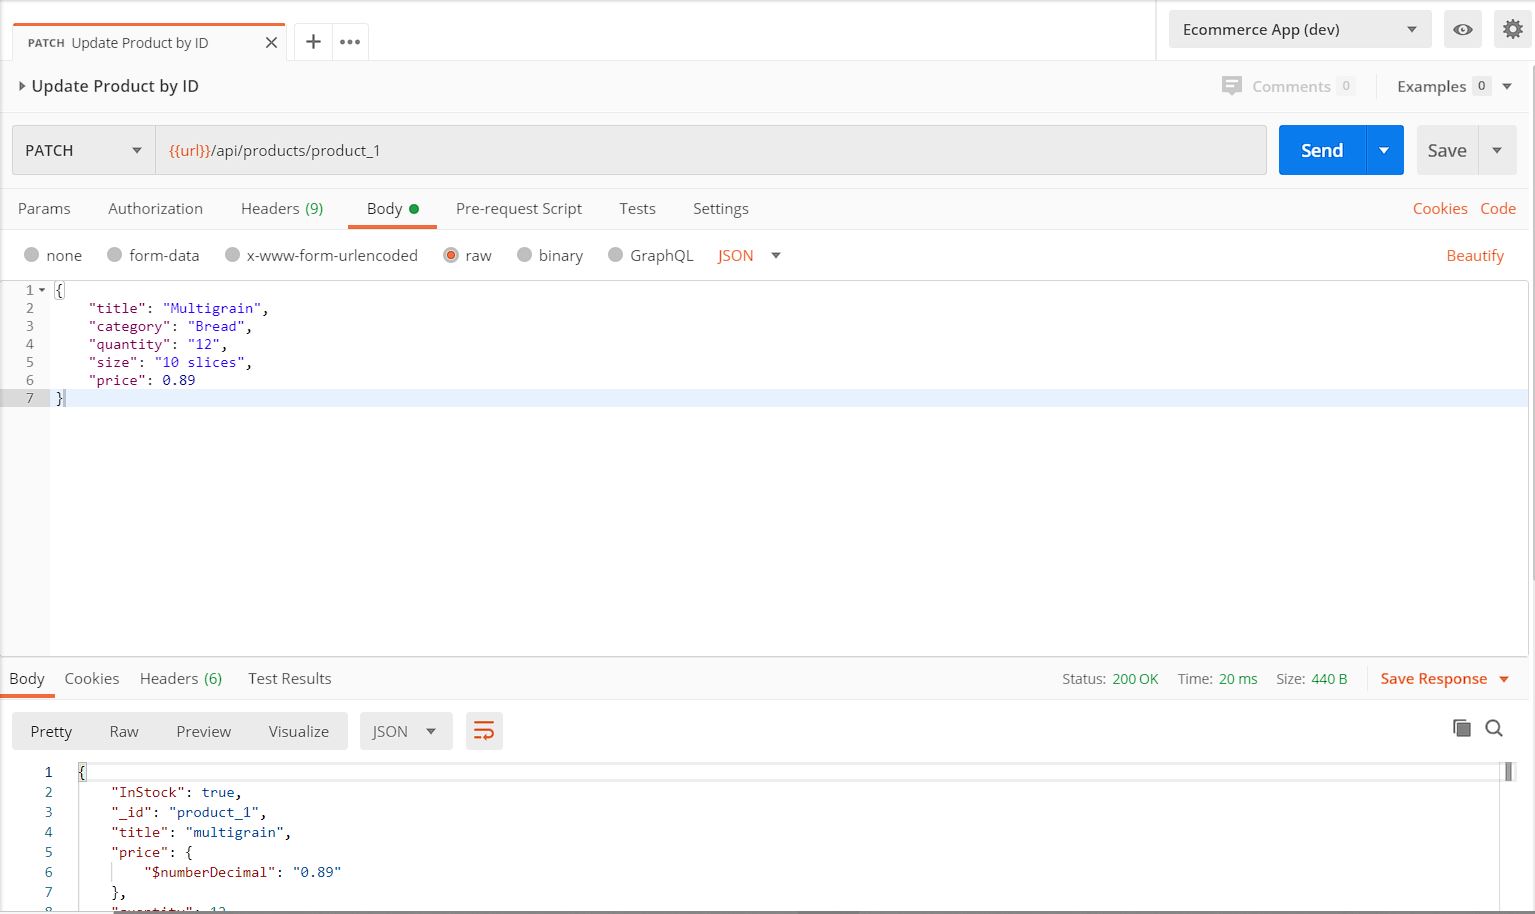 PATCH Update Product by ID
Ecommerce App (dev)
Update Product by ID
Comments 0
Examples 0
PATCH
{{url}}/api/products/product_1
Send
Save
Params Authorization Headers (9) Body Pre-request Script Tests Settings
Cookies Code
none form-data x-www-form-urlencoded raw binary GraphQL JSON
Beautify
1 {
2 "title": "Multigrain",
3 "category": "Bread",
4 "quantity": "12",
5 "size": "10 slices",
6 "price": 0.89
7 }
Body Cookies Headers (6) Test Results
Status: 200 OK Time: 20 ms Size: 440 B Save Response
Pretty Raw Preview Visualize JSON
1 {
2 "InStock": true,
3 "_id": "product_1",
4 "title": "multigrain",
5 "price": {
6 "$numberDecimal": "0.89"
7 },
8 "quantity": 12